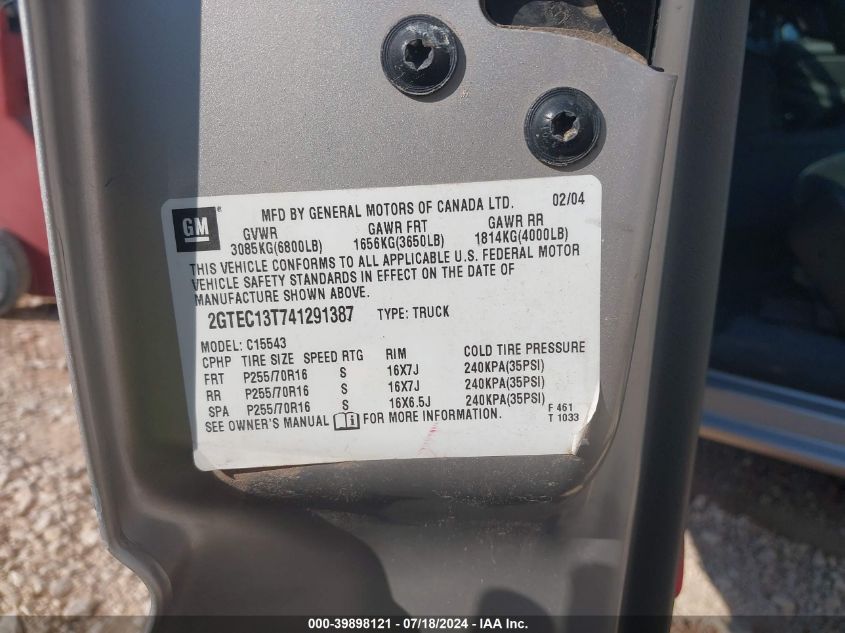 GM ® MFD BY GENERAL MOTORS OF CANADA LTD. 02/04
GVWR GAWR FRT GAWR RR
3085KG(6800LB) 1656KG(3650LB) 1814KG(4000LB)
THIS VEHICLE CONFORMS TO ALL APPLICABLE U.S. FEDERAL MOTOR
VEHICLE SAFETY STANDARDS IN EFFECT ON THE DATE OF
MANUFACTURE SHOWN ABOVE.
2GTEC13T741291387 TYPE: TRUCK
MODEL: C15543
CPHP TIRE SIZE SPEED RTG RIM COLD TIRE PRESSURE
FRT P255/70R16 S 16X7J 240KPA(35PSI)
RR P255/70R16 S 16X7J 240KPA(35PSI)
SPA P255/70R16 S 16X6.5J 240KPA(35PSI)
SEE OWNER'S MANUAL i FOR MORE INFORMATION. F 461
T 1033
000-39898121 - 07/18/2024 - IAA Inc.